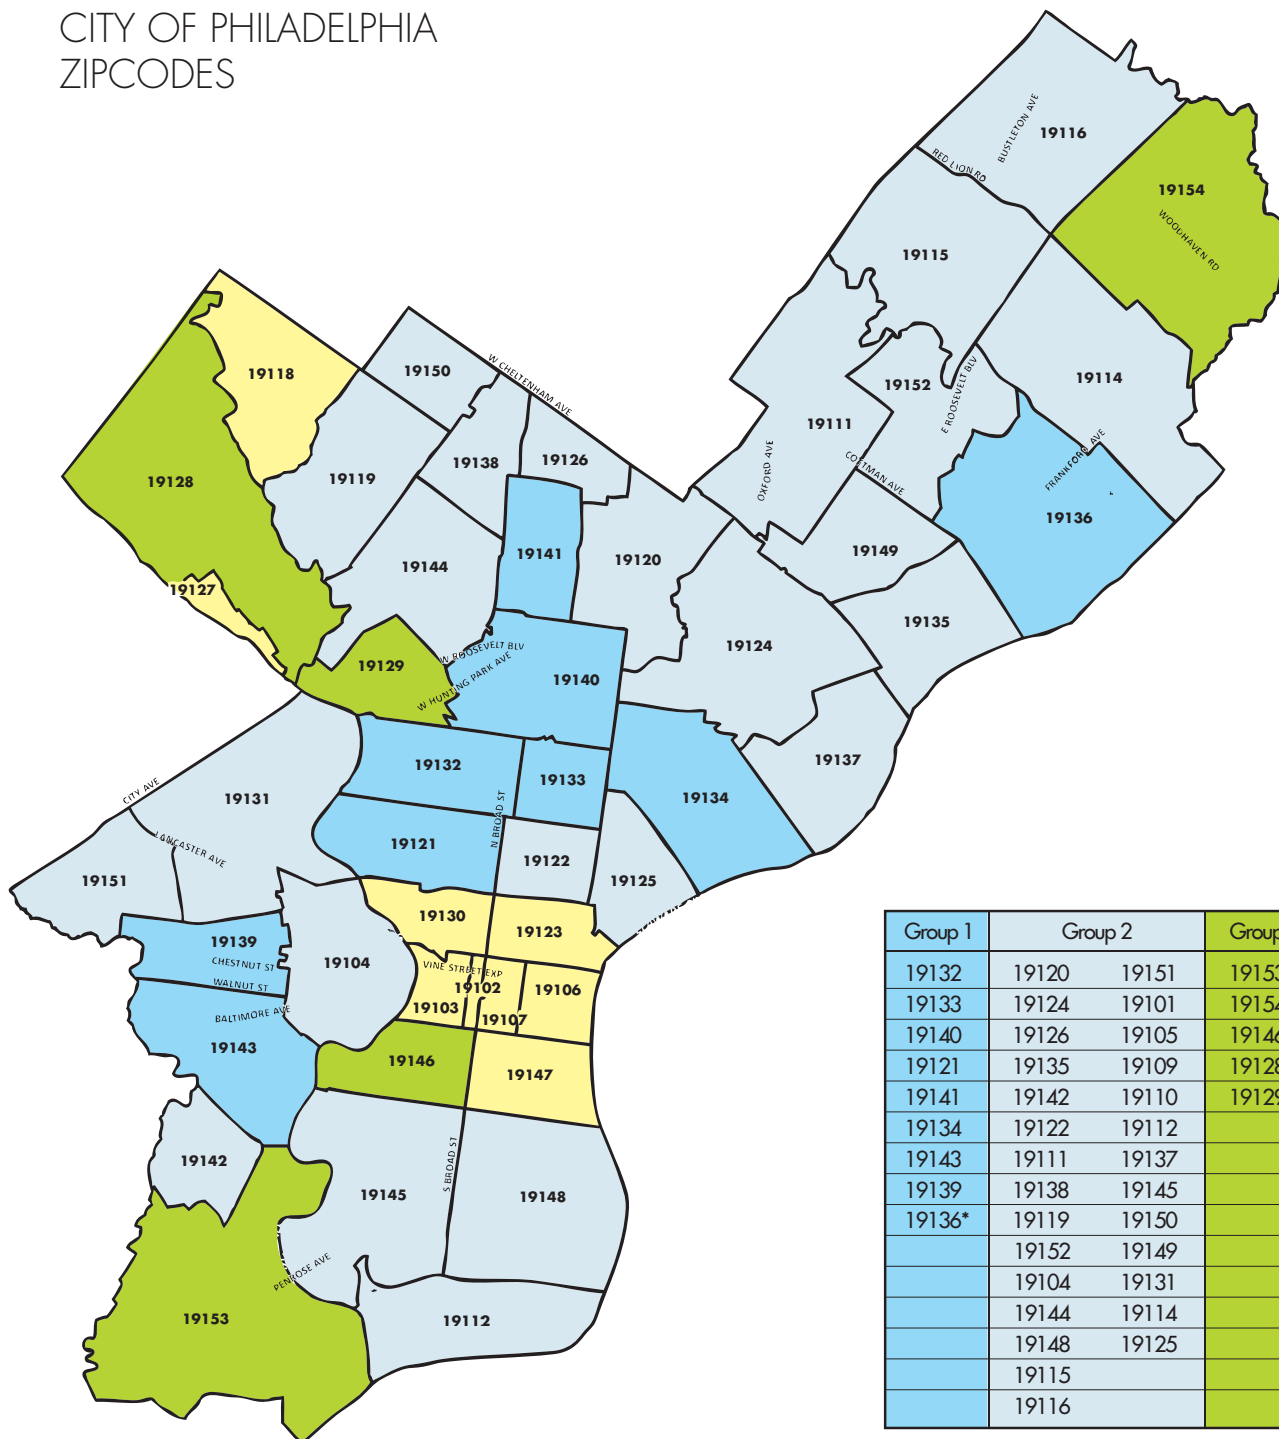 CITY OF PHILADELPHIA
ZIPCODES
19116
BUSTLETON AVE
RED LION RD
19154
WOODHAVEN RD
19115
19118
19150
W CHELTENHAM AVE
19152
E ROOSEVELT BLV
19114
19111
OXFORD AVE
COTTMAN AVE
FRANKFORD AVE
19136
19128
19119
19138
19126
19141
19120
19149
19144
19127
19135
19124
19129
W ROOSEVELT BLV
W HUNTING PARK AVE
19140
19137
19132
19133
19134
CITY AVE
19131
N BROAD ST
LANCASTER AVE
19121
19122
19151
19125
19130
19123
19139
CHESTNUT ST
WALNUT ST
BALTIMORE AVE
19104
VINE STREET EXP
19102
19106
19103
19107
19143
19146
19147
19142
19145
S BROAD ST
19148
PENROSE AVE
19153
19112
Group 1 Group 2 Group
19132 19120 19151 19153
19133 19124 19101 19154
19140 19126 19105 19146
19121 19135 19109 19128
19141 19142 19110 19129
19134 19122 19112
19143 19111 19137
19139 19138 19145
19136* 19119 19150
19152 19149
19104 19131
19144 19114
19148 19125
19115
19116